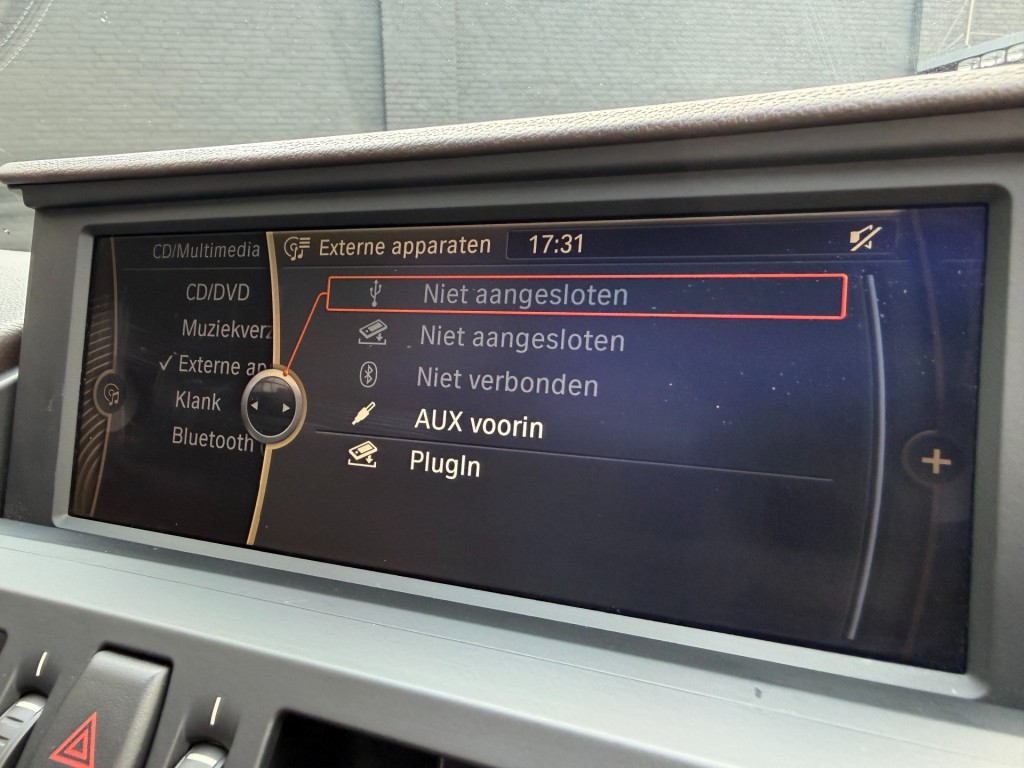 CD/Multimedia
CD/DVD
Muziekverz
Externe ap
Klank
Bluetooth
Externe apparaten 17:31
Niet aangesloten
Niet aangesloten
Niet verbonden
AUX voorin
PlugIn